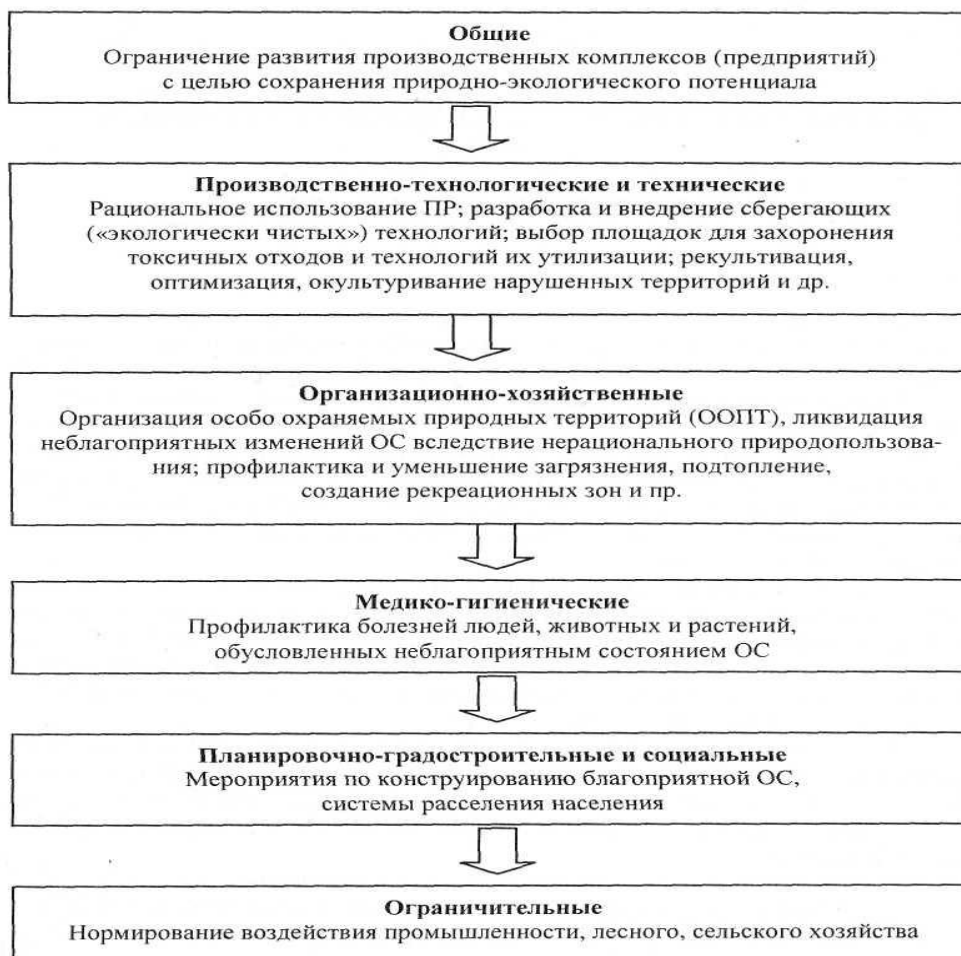 Общие
Ограничение развития производственных комплексов (предприятий)
с целью сохранения природно-экологического потенциала
Производственно-технологические и технические
Рациональное использование ПР; разработка и внедрение сберегающих
(«экологически чистых») технологий; выбор площадок для захоронения
токсичных отходов и технологий их утилизации; рекультивация,
оптимизация, окультуривание нарушенных территорий и др.
Организационно-хозяйственные
Организация особо охраняемых природных территорий (ООПТ), ликвидация
неблагоприятных изменений ОС вследствие нерационального природопользова-
ния; профилактика и уменьшение загрязнения, подтопление,
создание рекреационных зон и пр.
Медико-гигиенические
Профилактика болезней людей, животных и растений,
обусловленных неблагоприятным состоянием ОС
Планировочно-градостроительные и социальные
Мероприятия по конструированию благоприятной ОС,
системы расселения населения
Ограничительные
Нормирование воздействия промышленности, лесного, сельского хозяйства